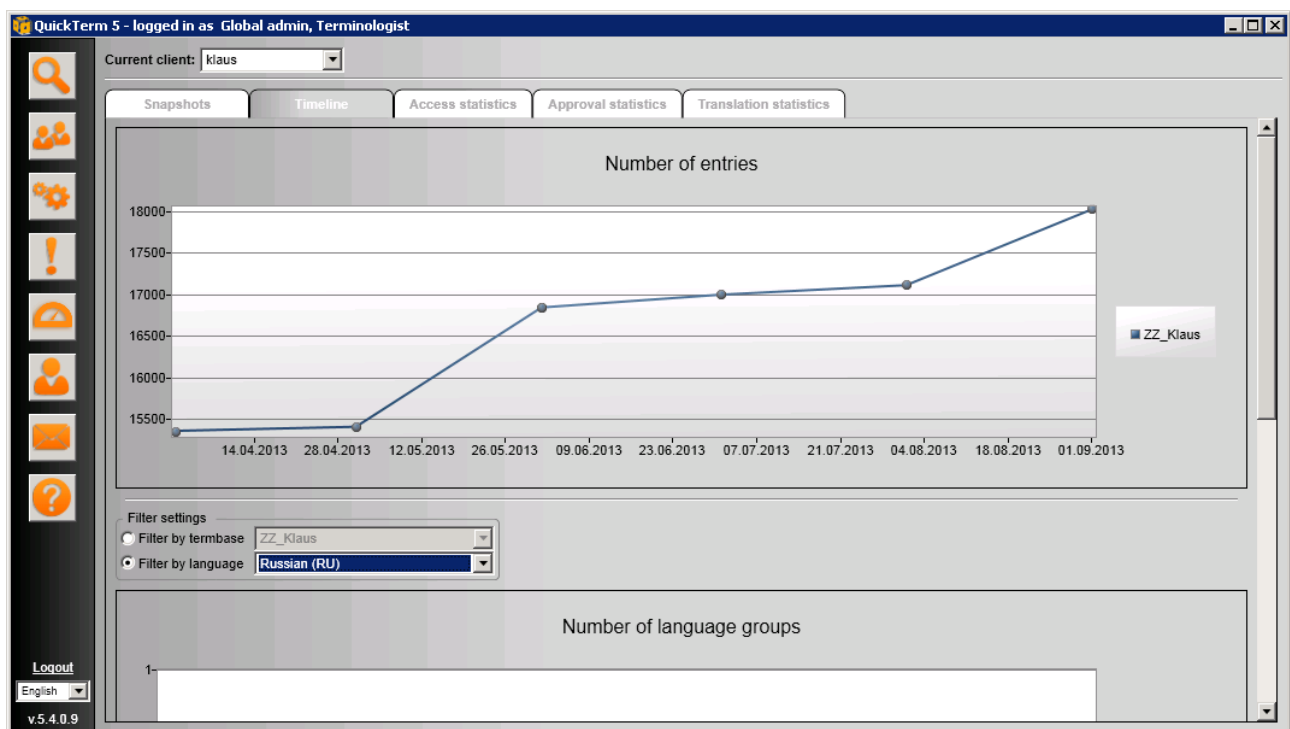 QuickTerm 5 - logged in as  Global admin, Terminologist
Current client: klaus
Snapshots Timeline Access statistics Approval statistics Translation statistics
Number of entries
18000
17500
17000
16500
16000
15500
14.04.2013 28.04.2013 12.05.2013 26.05.2013 09.06.2013 23.06.2013 07.07.2013 21.07.2013 04.08.2013 18.08.2013 01.09.2013
ZZ_Klaus
Filter settings
Filter by termbase ZZ_Klaus
Filter by language Russian (RU)
Number of language groups
1
Logout
English
v.5.4.0.9